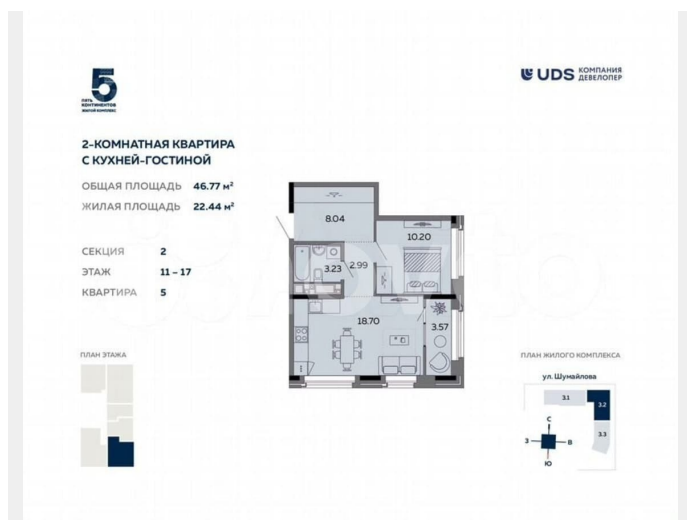 5
ПЯТЬ
КОНТИНЕНТОВ
ЖИЛОЙ КОМПЛЕКС
UDS КОМПАНИЯ
ДЕВЕЛОПЕР
2-КОМНАТНАЯ КВАРТИРА
С КУХНЕЙ-ГОСТИНОЙ
ОБЩАЯ ПЛОЩАДЬ 46.77 м²
ЖИЛАЯ ПЛОЩАДЬ 22.44 м²
СЕКЦИЯ 2
ЭТАЖ 11 – 17
КВАРТИРА 5
8.04
10.20
3.23
2.99
18.70
3.57
ПЛАН ЭТАЖА
ПЛАН ЖИЛОГО КОМПЛЕКСА
ул. Шумайлова
3.1
3.2
3.3
С
З
В
Ю